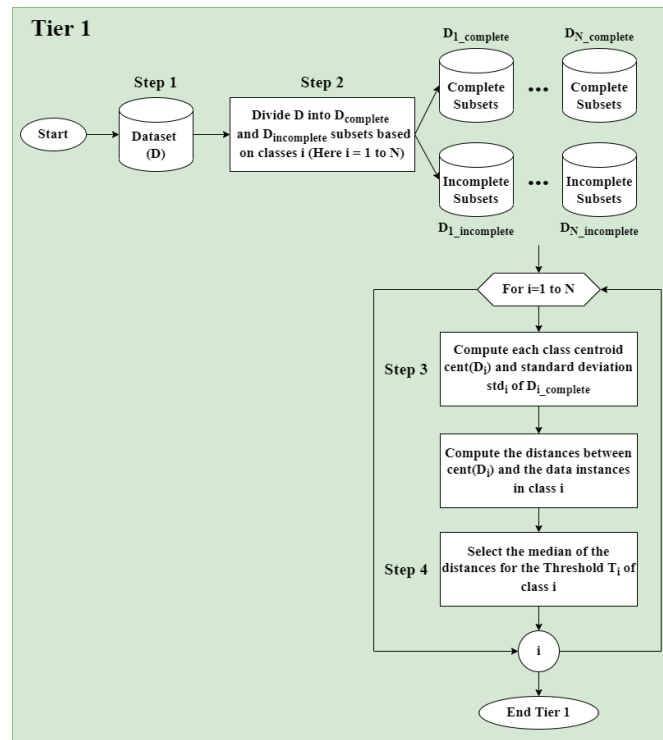 Tier 1
Step 1
Step 2
D1_complete
DN_complete
Start
Dataset
(D)
Divide D into Dcomplete
and Dincomplete subsets based
on classes i (Here i = 1 to N)
Complete
Subsets
...
Complete
Subsets
Incomplete
Subsets
...
Incomplete
Subsets
D1_incomplete
DN_incomplete
For i=1 to N
Step 3
Compute each class centroid
cent(Di) and standard deviation
stdi of Di_complete
Compute the distances between
cent(Di) and the data instances
in class i
Step 4
Select the median of the
distances for the Threshold Ti of
class i
i
End Tier 1